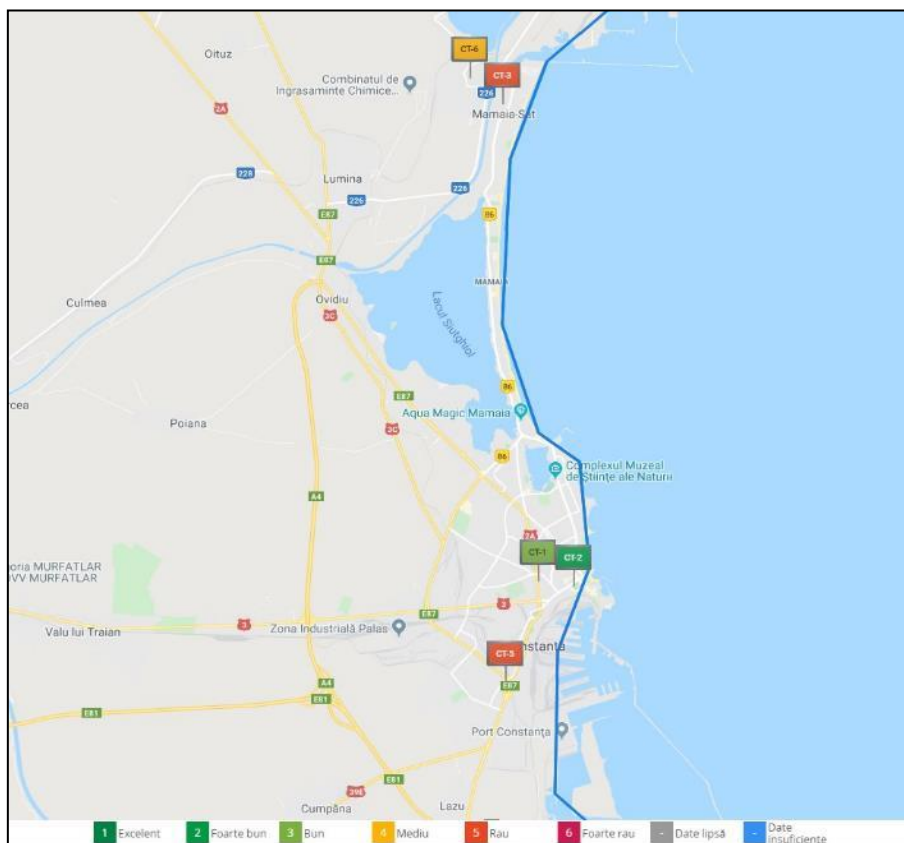 Oituz
CT-6
CT-3
Combinatul de
Ingrasaminte Chimice...
226
2A
Mamaia-Sat
228
Lumina
226
226
E87
B6
E87
MAMAIA
Culmea
Ovidiu
3C
Lacul Siutghiol
B6
E87
rcea
Aqua Magic Mamaia
Poiana
3C
B6
Complexul Muzeal
de Științe ale Naturii
A4
2A
CT-1
CT-2
oria MURFATLAR
OVV MURFATLAR
3
E87
3
Valu lui Traian
Zona Industrială Palas
CT-5
nstanța
A4
E87
E81
E81
Port Constanța
E81
39E
Cumpăna
Lazu
1 Excelent 2 Foarte bun 3 Bun 4 Mediu 5 Rau 6 Foarte rau - Date lipsă - Date
insuficiente